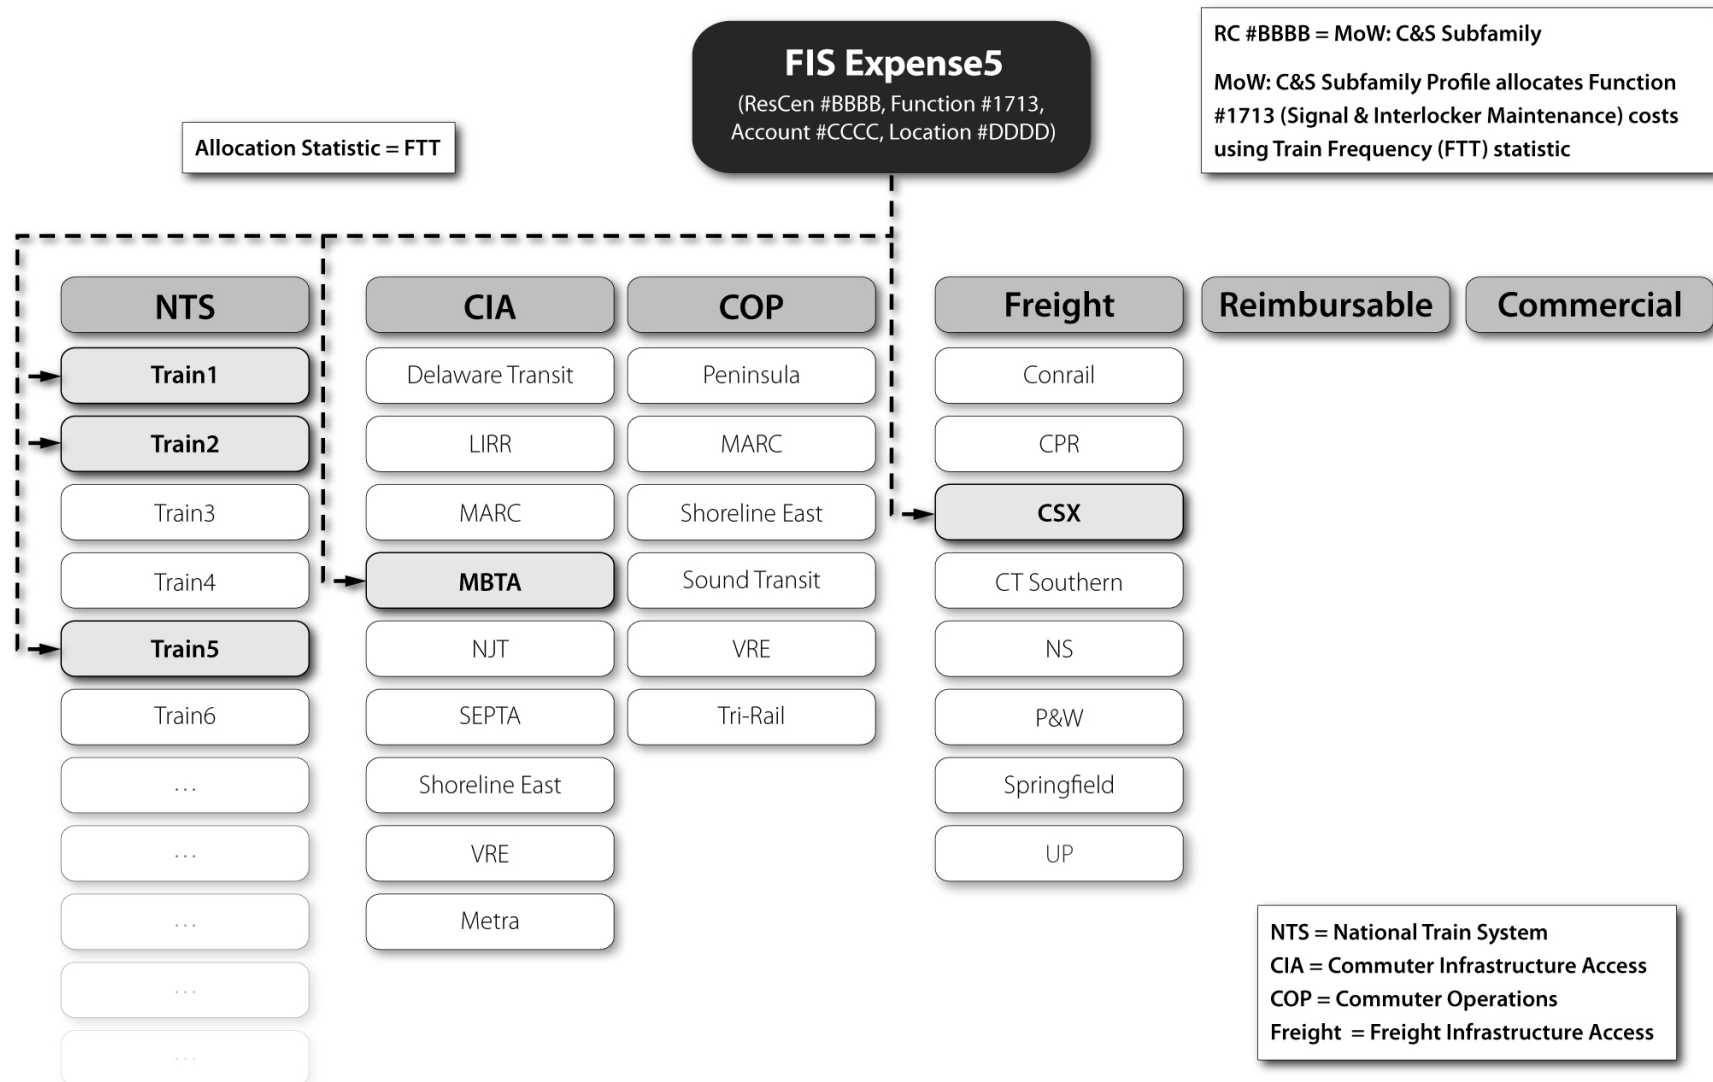 FIS Expense5
(ResCen #BBBB, Function #1713,
Account #CCCC, Location #DDDD)
RC #BBBB = MoW: C&S Subfamily
MoW: C&S Subfamily Profile allocates Function
#1713 (Signal & Interlocker Maintenance) costs
using Train Frequency (FTT) statistic
Allocation Statistic = FTT
NTS
Train1
Train2
Train3
Train4
Train5
Train6
...
...
...
...
...
CIA
Delaware Transit
LIRR
MARC
MBTA
NJT
SEPTA
Shoreline East
VRE
Metra
COP
Peninsula
MARC
Shoreline East
Sound Transit
VRE
Tri-Rail
Freight
Conrail
CPR
CSX
CT Southern
NS
P&W
Springfield
UP
Reimbursable
Commercial
NTS = National Train System
CIA = Commuter Infrastructure Access
COP = Commuter Operations
Freight = Freight Infrastructure Access